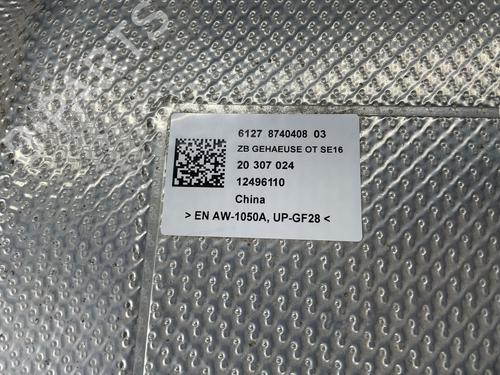 6127 8740408 03
ZB GEHAEUSE OT SE16
20 307 024
12496110
China
> EN AW-1050A, UP-GF28 <